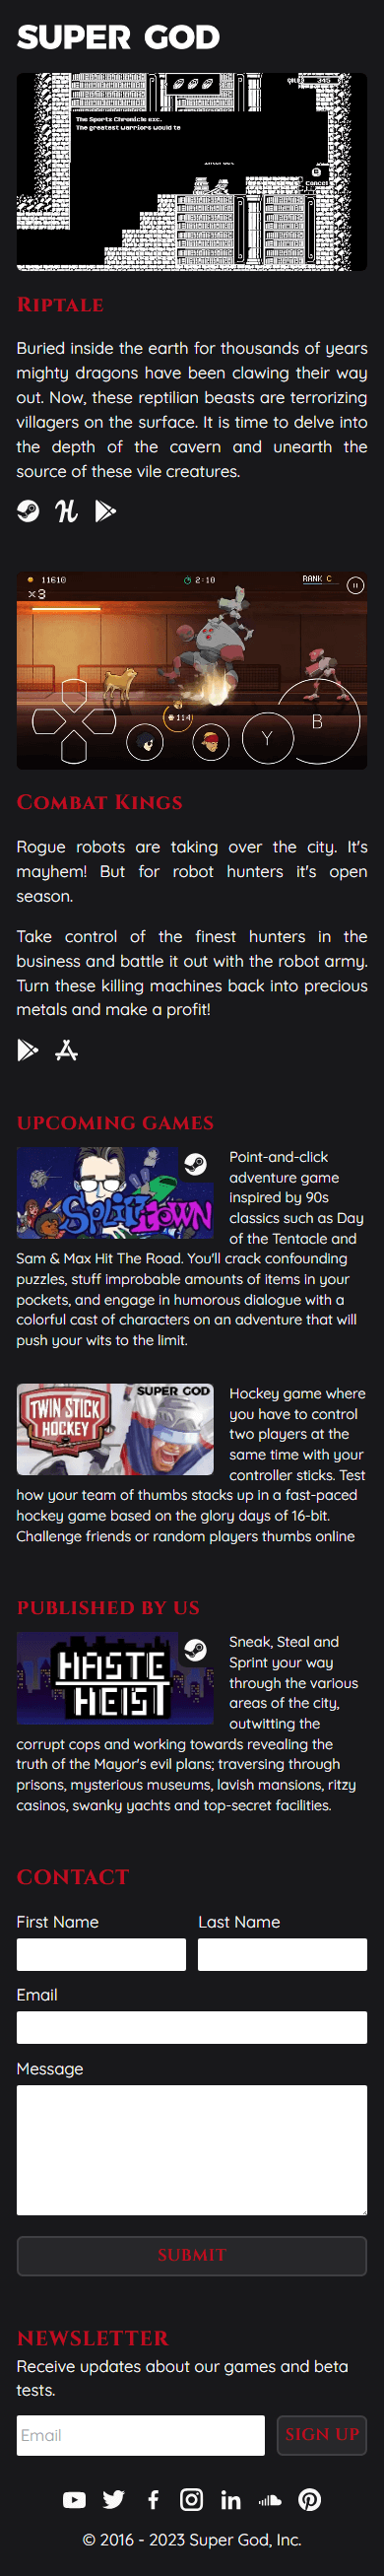 SUPER GOD
GOLD 345
The Sports Chronicle exc.
The greatest warriors would te
R
Cancel
Riptale
Buried inside the earth for thousands of years
mighty dragons have been clawing their way
out. Now, these reptilian beasts are terrorizing
villagers on the surface. It is time to delve into
the depth of the cavern and unearth the
source of these vile creatures.
11610
2:10
RANK C
×3
114
Y
B
Combat Kings
Rogue robots are taking over the city. It's
mayhem! But for robot hunters it's open
season.
Take control of the finest hunters in the
business and battle it out with the robot army.
Turn these killing machines back into precious
metals and make a profit!
UPCOMING GAMES
SPLITTOWN
Point-and-click
adventure game
inspired by 90s
classics such as Day
of the Tentacle and
Sam & Max Hit The Road. You'll crack confounding
puzzles, stuff improbable amounts of items in your
pockets, and engage in humorous dialogue with a
colorful cast of characters on an adventure that will
push your wits to the limit.
SUPER GOD
TWIN STICK
HOCKEY
Hockey game where
you have to control
two players at the
same time with your
controller sticks. Test
how your team of thumbs stacks up in a fast-paced
hockey game based on the glory days of 16-bit.
Challenge friends or random players thumbs online
PUBLISHED BY US
HASTE
HEIST
Sneak, Steal and
Sprint your way
through the various
areas of the city,
outwitting the
corrupt cops and working towards revealing the
truth of the Mayor's evil plans; traversing through
prisons, mysterious museums, lavish mansions, ritzy
casinos, swanky yachts and top-secret facilities.
CONTACT
First Name
Last Name
Email
Message
SUBMIT
NEWSLETTER
Receive updates about our games and beta
tests.
Email
SIGN UP
© 2016 - 2023 Super God, Inc.